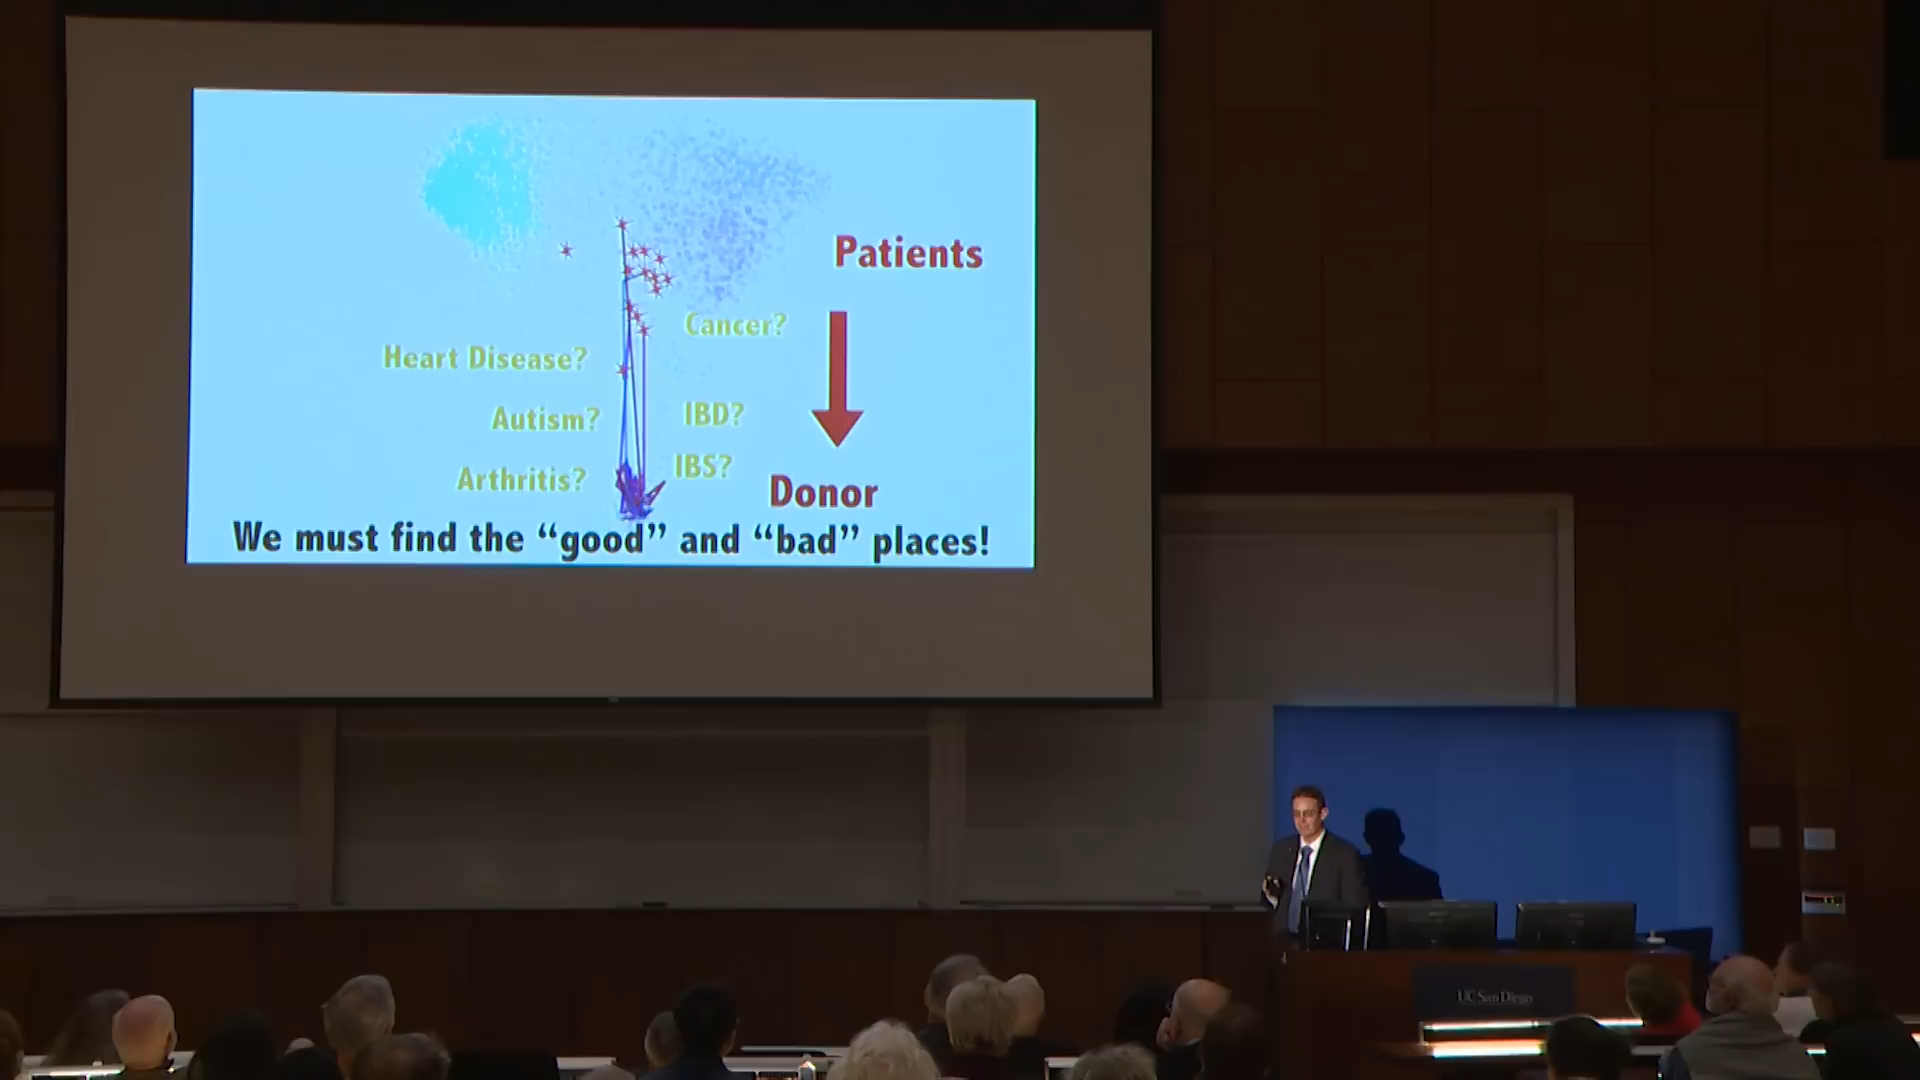 Patients
Cancer?
Heart Disease?
Autism?
IBD?
IBS?
Arthritis?
Donor
We must find the “good” and “bad” places!
UC San Diego